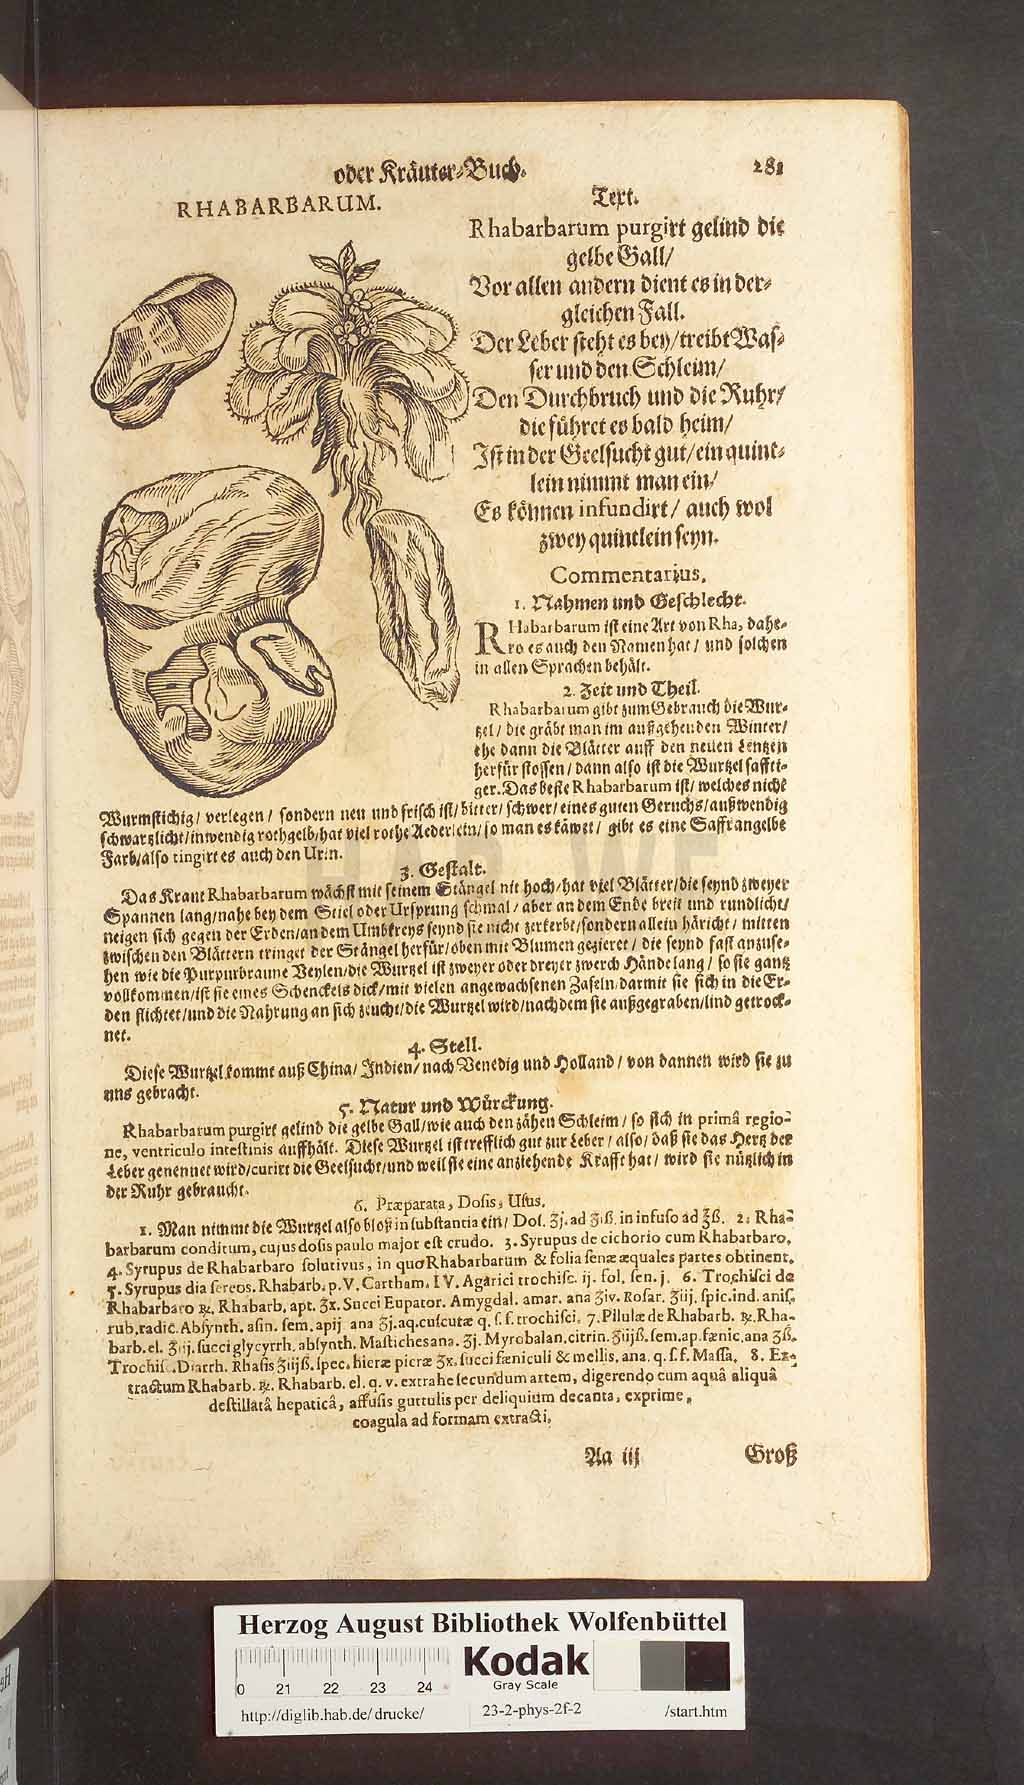 oder Kräuter-Buch. 281
RHABARBARUM.
Text.
Rhabarbarum purgirt gelind die
gelbe Gall/
Vor allen andern dient es in der-
gleichen Fall.
Der Leber steht es bey/ treibt Was-
ser und den Schleim/
Den Durchbruch und die Ruhr/
die führet es bald heim/
Ist in der Geelsucht gut/ ein quint-
lein nimmt man ein/
Es können infundirt/ auch wol
zwey quintlein seyn.
Commentarius.
1. Nahmen und Geschlecht.
RHabarbarum ist eine Art von Rha, dahe-
ro es auch den Namen hat/ und solchen
in allen Sprachen behält.
2. Zeit und Theil.
Rhabarbarum gibt zum Gebrauch die Wur-
tzel/ die gräbt man im außgehenden Winter/
ehe dann die Blätter auff den neuen Lentzen
herfür stossen/ dann also ist die Wurtzel saffti-
ger. Das beste Rhabarbarum ist/ welches nicht
Wurmstichig/ verlegen/ sondern neu und frisch ist/ bitter/ schwer/ eines guten Geruchs/ außwendig
schwartzlicht/ inwendig rothgelb/ hat viel rothe Aederlein/ so man es käwet/ gibt es eine Saffrangelbe
Farb/ also tingirt es auch den Urin.
3. Gestalt.
Das Kraut Rhabarbarum wächst mit seinem Stängel nit hoch/ hat viel Blätter/ die seynd zweyer
Spannen lang/ nahe bey dem Stiel oder Ursprung schmal/ aber an dem Ende breit und rundlicht/
neigen sich gegen der Erden/ an dem Umbkreys seynd sie nicht zerkerbt/ sondern allein häricht/ mitten
zwischen den Blättern tringet der Stängel herfür/ oben mit Blumen gezieret/ die seynd fast anzuse-
hen wie die Purpurbraune Veylen/ die Wurtzel ist zweyer oder dreyer zwerch Hände lang/ so sie gantz
vollkommen/ ist sie eines Schenckels dick/ mit vielen angewachsenen Zaseln/ darmit sie sich in die Er-
den flichtet/ und die Nahrung an sich zeucht/ die Wurtzel wird/ nach dem sie außgegraben/ lind getrock-
net.
4. Stell.
Diese Wurtzel kommt auß China/ Indien/ nach Venedig und Holland/ von dannen wird sie zu
uns gebracht.
5. Natur und Würckung.
Rhabarbarum purgirt gelind die gelbe Gall/ wie auch den zähen Schleim/ so sich in primâ regio-
ne, ventriculo intestinis auffhält. Diese Wurtzel ist trefflich gut zur Leber/ also/ daß sie das Hertz der
Leber genennet wird/ curirt die Geelsucht/ und weil sie eine anziehende Krafft hat/ wird sie nützlich in
der Ruhr gebraucht.
6. Præparata, Dosis, Usus.
1. Man nimmt die Wurtzel also bloß in substantia ein/ Dos. ʒj. ad ʒiß. in infuso ad ℥ß. 2. Rha-
barbarum conditum, cujus dosis paulo major est crudo. 3. Syrupus de cichorio cum Rhabarbaro,
4. Syrupus de Rhabarbaro solutivus, in quo Rhabarbarum & folia senæ æquales partes obtinent.
5. Syrupus dia sereos. Rhabarb. p. V. Cartham. IV. Agarici trochisc. ij. fol. sen. j. 6. Trochisci de
Rhabarbaro ℞. Rhabarb. apt. ʒx. Succi Eupator. Amygdal. amar. ana ʒiv. Rosar. ʒiij. spic. ind. anis.
rub. radic. Absynth. asin. sem. apij ana ʒj. aq. cuscutæ q. s. f. trochisci. 7. Pilulæ de Rhabarb. ℞. Rha-
barb. el. ʒiij. succi glycyrrh. absynth. Mastiches ana. ʒj. Myrobalan. citrin. ʒiijß. sem. ap. fænic. ana ʒß.
Trochis. Diarrh. Rhasis ʒiijß. spec. hieræ picræ ʒx. succi fæniculi & mellis. ana. q. s. f. Massa. 8. Ex-
tractum Rhabarb. ℞. Rhabarb. el. q. v. extrahe secundum artem, digerendo cum aquâ aliquâ
destillatâ hepaticâ, affusis guttulis per deliquium decanta, exprime,
coagula ad formam extracti.
Aa iij Groß
HAB WF
Herzog August Bibliothek Wolfenbüttel
Kodak
Gray Scale
0 21 22 23 24
http://diglib.hab.de/drucke/ 23-2-phys-2f-2 /start.htm